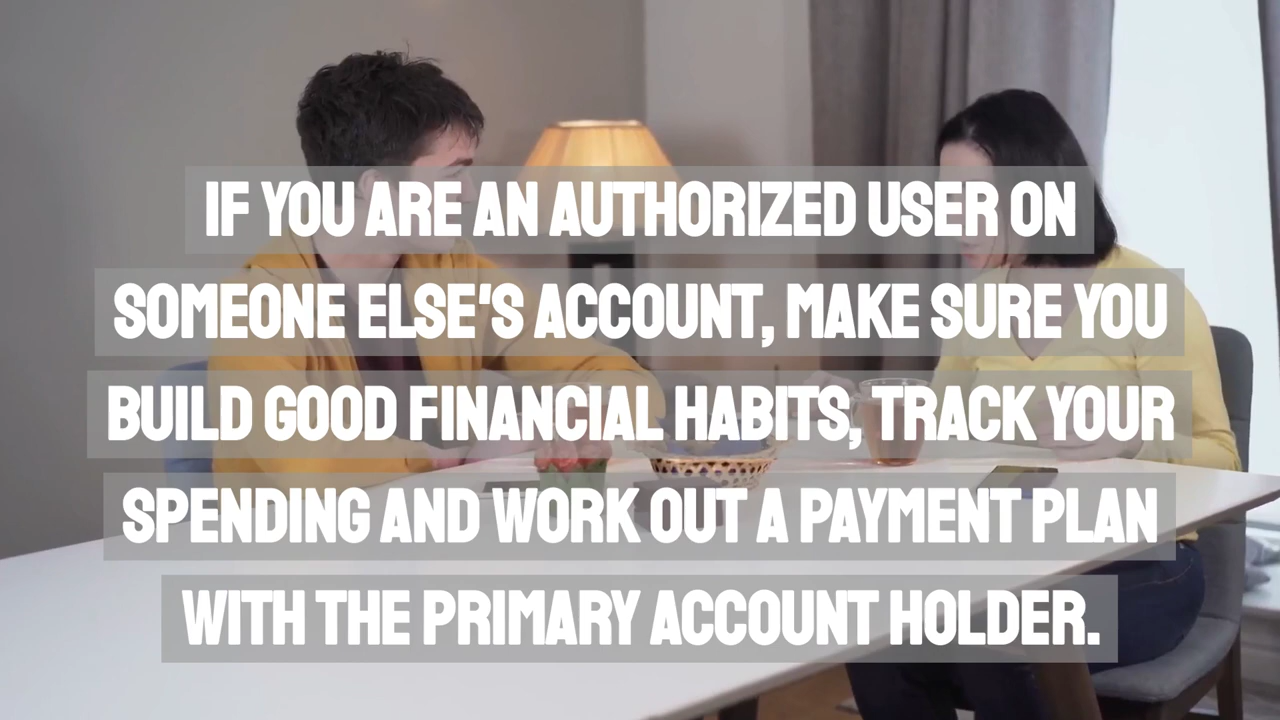 IF YOU ARE AN AUTHORIZED USER ON
SOMEONE ELSE'S ACCOUNT, MAKE SURE YOU
BUILD GOOD FINANCIAL HABITS, TRACK YOUR
SPENDING AND WORK OUT A PAYMENT PLAN
WITH THE PRIMARY ACCOUNT HOLDER.